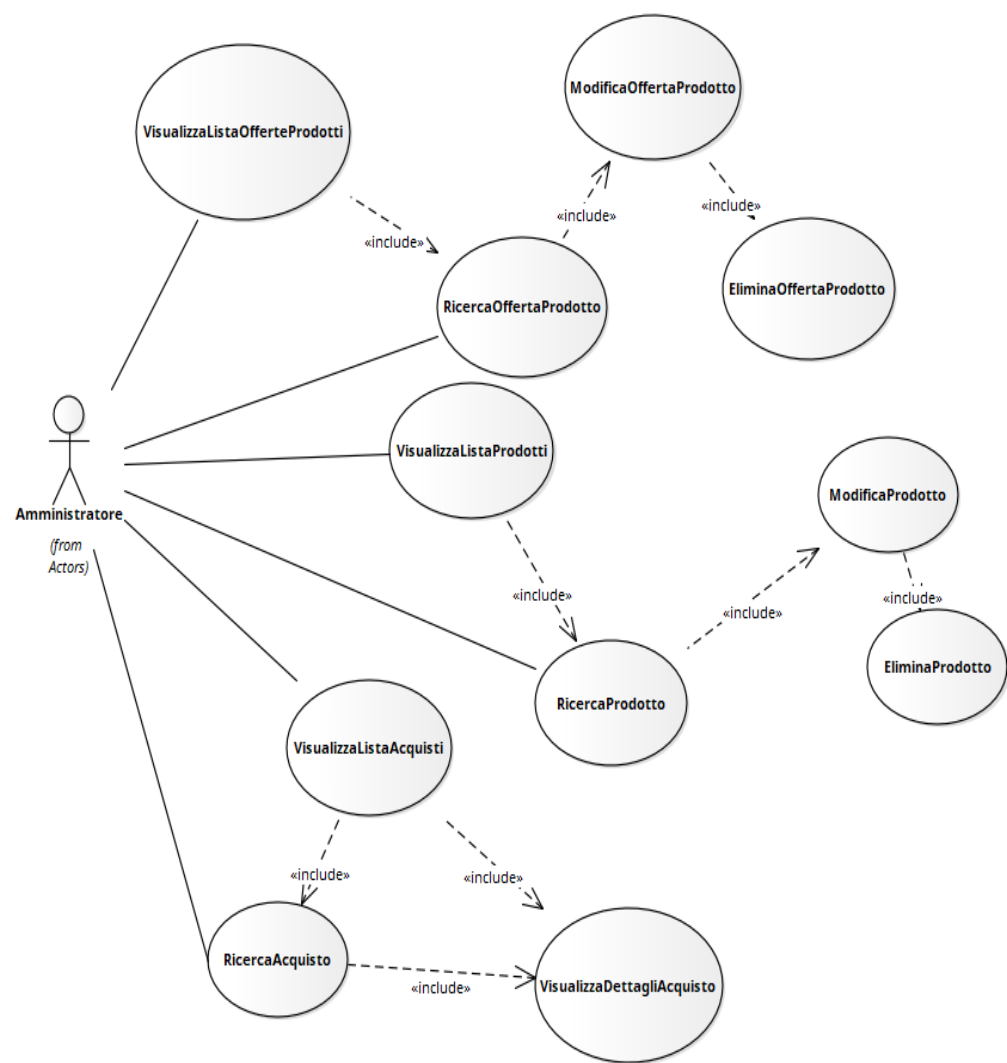 ModificaOffertaProdotto
VisualizzaListaOfferteProdotti
«include»
«include»
«include»
EliminaOffertaProdotto
RicercaOffertaProdotto
VisualizzaListaProdotti
ModificaProdotto
Amministratore
(from
Actors)
«include»
«include»
«include»
EliminaProdotto
RicercaProdotto
VisualizzaListaAcquisti
«include»
«include»
RicercaAcquisto
«include»
VisualizzaDettagliAcquisto